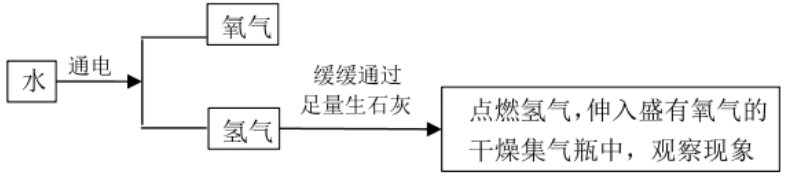 氧气
水
通电
缓缓通过
足量生石灰
氢气
点燃氢气，伸入盛有氧气的
干燥集气瓶中，观察现象